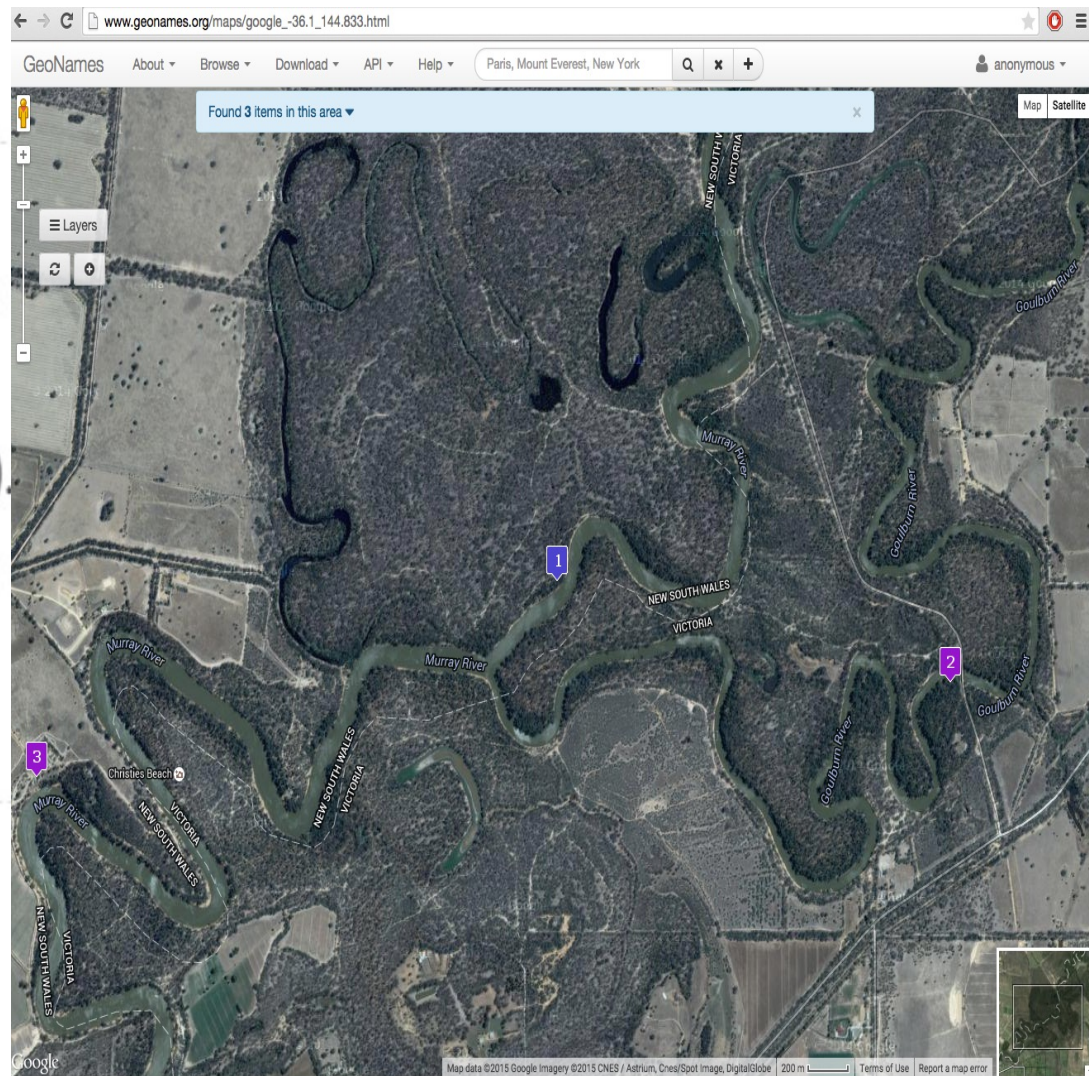 www.geonames.org/maps/google_-36.1_144.833.html
GeoNames About Browse Download API Help Paris, Mount Everest, New York anonymous
Found 3 items in this area x
Map Satellite
Layers
NEW SOUTH W
VICTORIA
Goulburn River
Murray River
Goulburn River
1
NEW SOUTH WALES
VICTORIA
Murray River
Murray River
2
Goulburn River
Goulburn River
3
Christies Beach
NEW SOUTH WALES
VICTORIA
Murray River
VICTORIA
NEW SOUTH WALES
NEW SOUTH WALES
VICTORIA
Google
Map data ©2015 Google Imagery ©2015 CNES / Astrium, Cnes/Spot Image, DigitalGlobe 200 m Terms of Use Report a map error